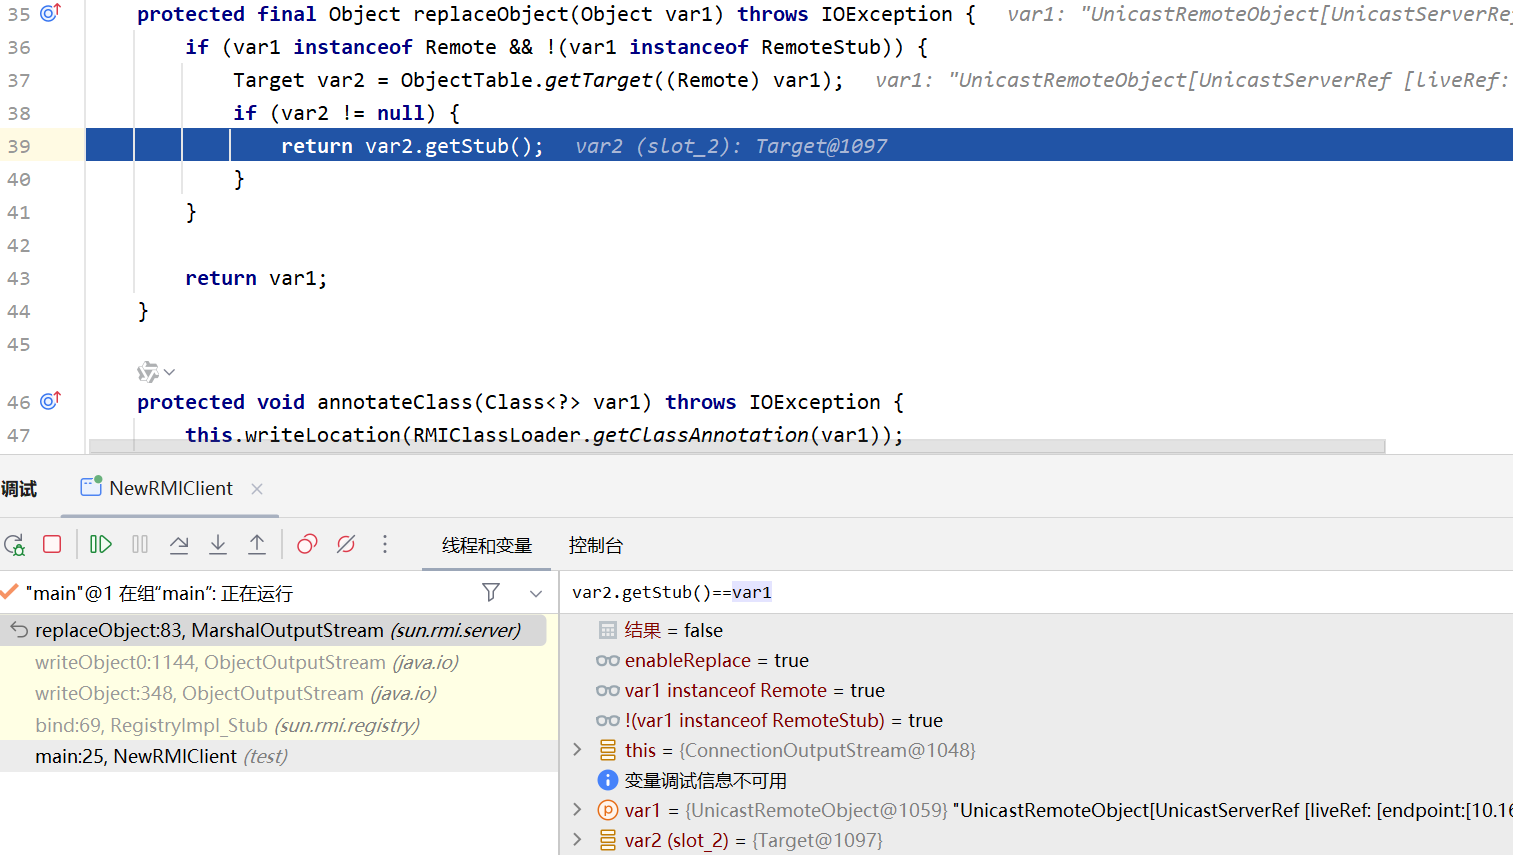 35 protected final Object replaceObject(Object var1) throws IOException { var1: "UnicastRemoteObject[UnicastServerRef
36 if (var1 instanceof Remote && !(var1 instanceof RemoteStub)) {
37 Target var2 = ObjectTable.getTarget((Remote) var1); var1: "UnicastRemoteObject[UnicastServerRef [liveRef:
38 if (var2 != null) {
39 return var2.getStub(); var2 (slot_2): Target@1097
40 }
41 }
42
43 return var1;
44 }
45
46 protected void annotateClass(Class<?> var1) throws IOException {
47 this.writeLocation(RMIClassLoader.getClassAnnotation(var1));
调试 NewRMIClient
线程和变量 控制台
"main"@1 在组“main”: 正在运行
replaceObject:83, MarshalOutputStream (sun.rmi.server)
writeObject0:1144, ObjectOutputStream (java.io)
writeObject:348, ObjectOutputStream (java.io)
bind:69, RegistryImpl_Stub (sun.rmi.registry)
main:25, NewRMIClient (test)
var2.getStub()==var1
结果 = false
enableReplace = true
var1 instanceof Remote = true
!(var1 instanceof RemoteStub) = true
this = {ConnectionOutputStream@1048}
变量调试信息不可用
var1 = {UnicastRemoteObject@1059} "UnicastRemoteObject[UnicastServerRef [liveRef: [endpoint:[10.16
var2 (slot_2) = {Target@1097}